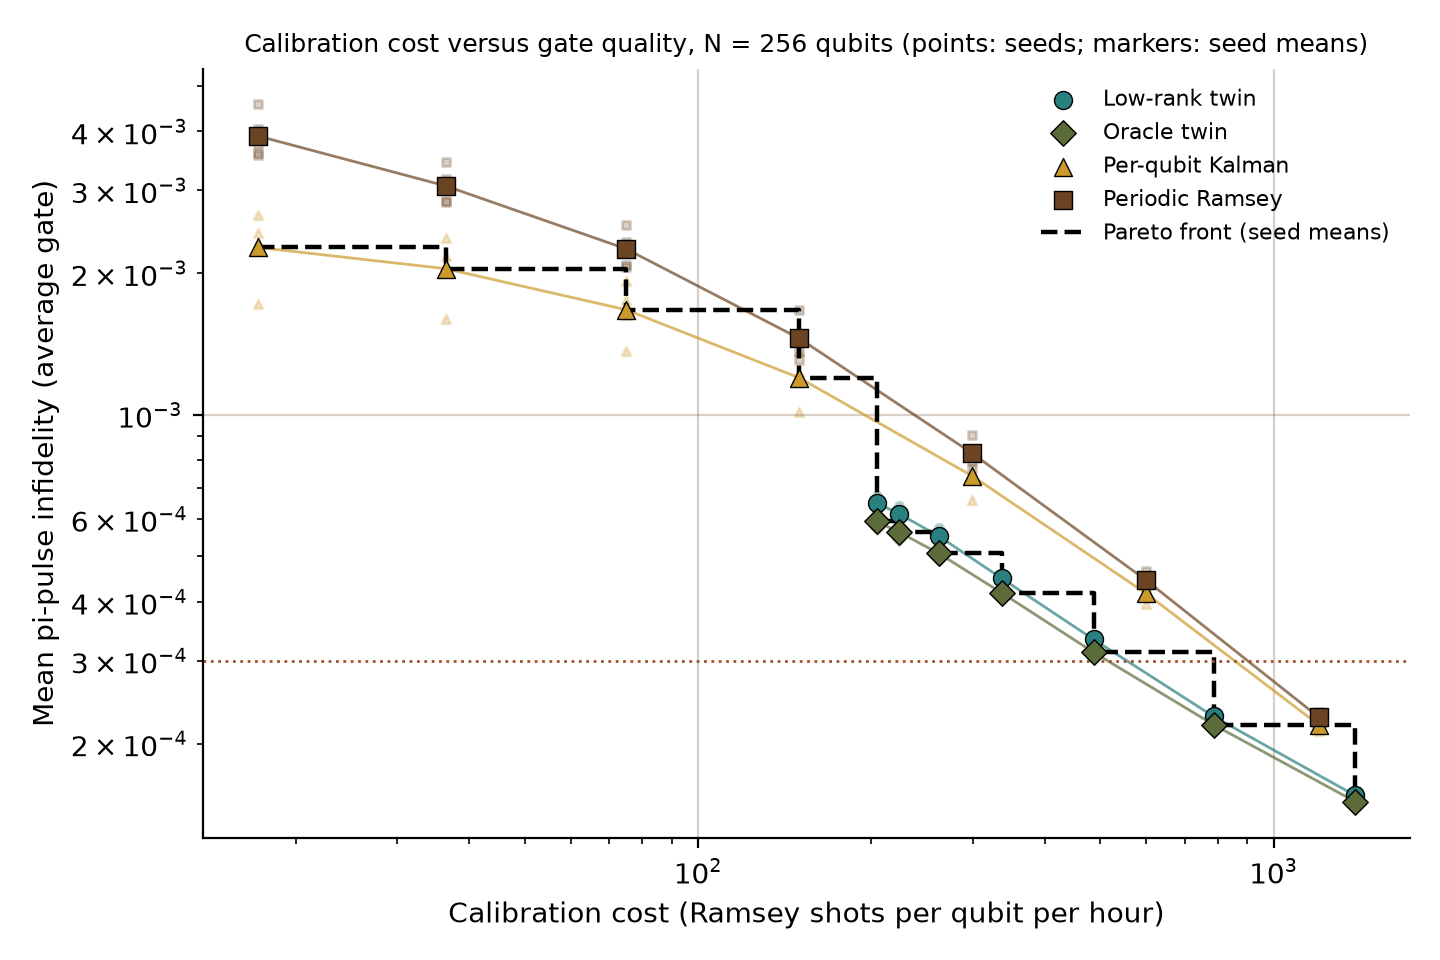 Calibration cost versus gate quality, N = 256 qubits (points: seeds; markers: seed means)
Low-rank twin
Oracle twin
Per-qubit Kalman
Periodic Ramsey
Pareto front (seed means)
Mean pi-pulse infidelity (average gate)
4 × 10⁻³
3 × 10⁻³
2 × 10⁻³
10⁻³
6 × 10⁻⁴
4 × 10⁻⁴
3 × 10⁻⁴
2 × 10⁻⁴
10² 10³
Calibration cost (Ramsey shots per qubit per hour)